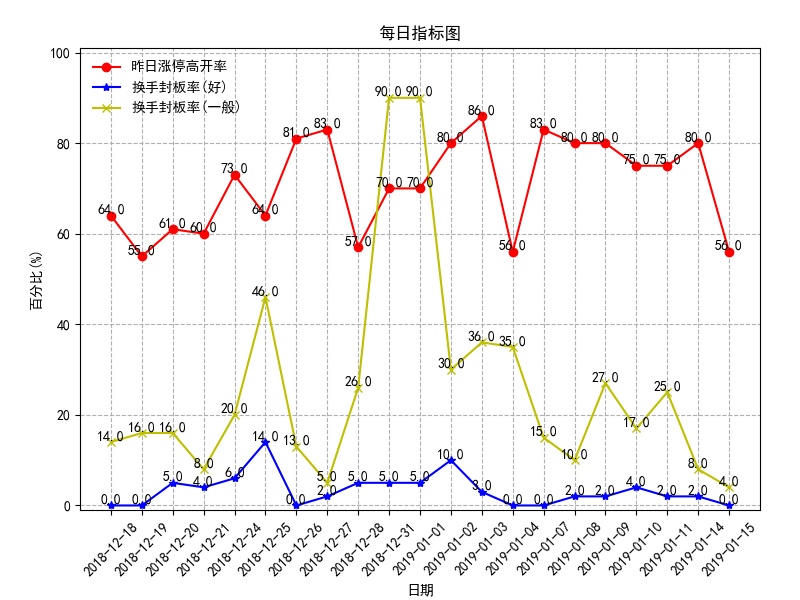 每日指标图
昨日涨停高开率
换手封板率(好)
换手封板率(一般)
百分比(%)
100
80
60
40
20
0
64.0 55.0 61.0 60.0 73.0 64.0 81.0 83.0 57.0 70.0 70.0 80.0 86.0 56.0 83.0 80.0 80.0 75.0 75.0 80.0 56.0
14.0 16.0 16.0 8.0 20.0 46.0 13.0 5.0 26.0 90.0 90.0 30.0 36.0 35.0 15.0 10.0 27.0 17.0 25.0 8.0 4.0
0.0 0.0 5.0 4.0 6.0 14.0 0.0 2.0 5.0 5.0 5.0 10.0 3.0 0.0 0.0 2.0 2.0 4.0 2.0 2.0 0.0
2018-12-18 2018-12-19 2018-12-20 2018-12-21 2018-12-24 2018-12-25 2018-12-26 2018-12-27 2018-12-28 2018-12-31 2019-01-01 2019-01-02 2019-01-03 2019-01-04 2019-01-07 2019-01-08 2019-01-09 2019-01-10 2019-01-11 2019-01-14 2019-01-15
日期